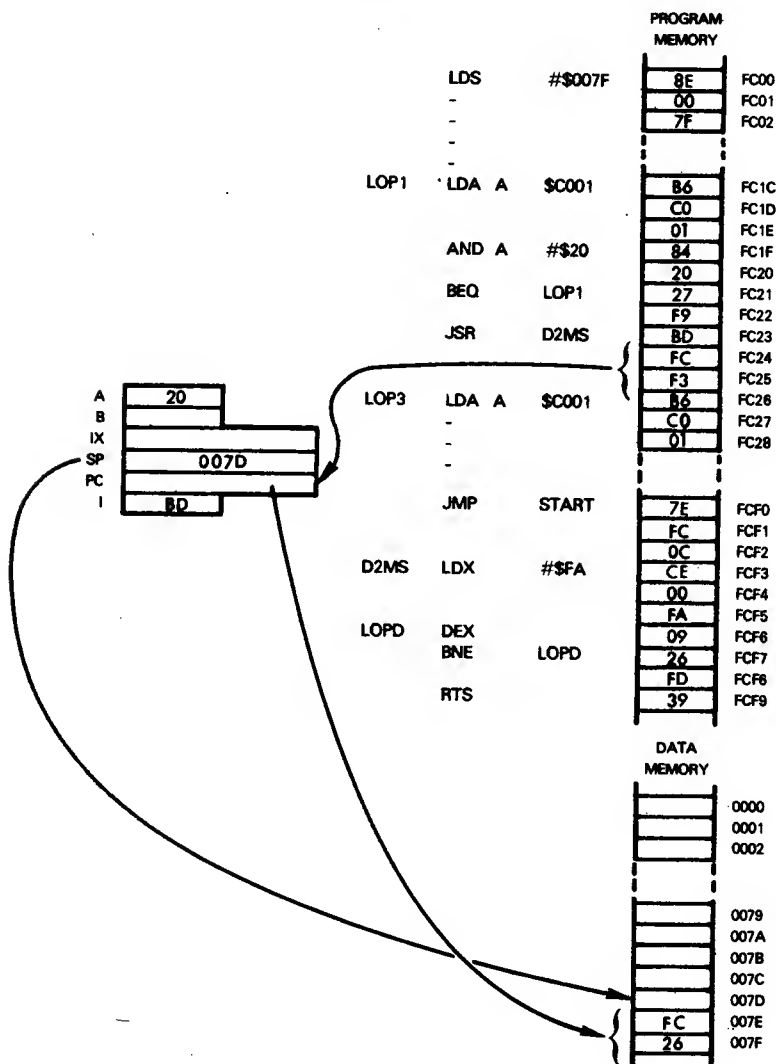 PROGRAM
MEMORY
LDS #$007F 8E FC00
- 00 FC01
- 7F FC02
-
-
LOP1 LDA A $C001 B6 FC1C
C0 FC1D
01 FC1E
AND A #$20 84 FC1F
20 FC20
BEQ LOP1 27 FC21
F9 FC22
JSR D2MS BD FC23
FC FC24
F3 FC25
LOP3 LDA A $C001 B6 FC26
- C0 FC27
- 01 FC28
-
A 20
B
IX
SP 007D
PC
I BD
JMP START 7E FCF0
FC FCF1
0C FCF2
D2MS LDX #$FA CE FCF3
00 FCF4
FA FCF5
LOPD DEX 09 FCF6
BNE LOPD 26 FCF7
FD FCF8
RTS 39 FCF9
DATA
MEMORY
0000
0001
0002
0079
007A
007B
007C
007D
FC 007E
26 007F